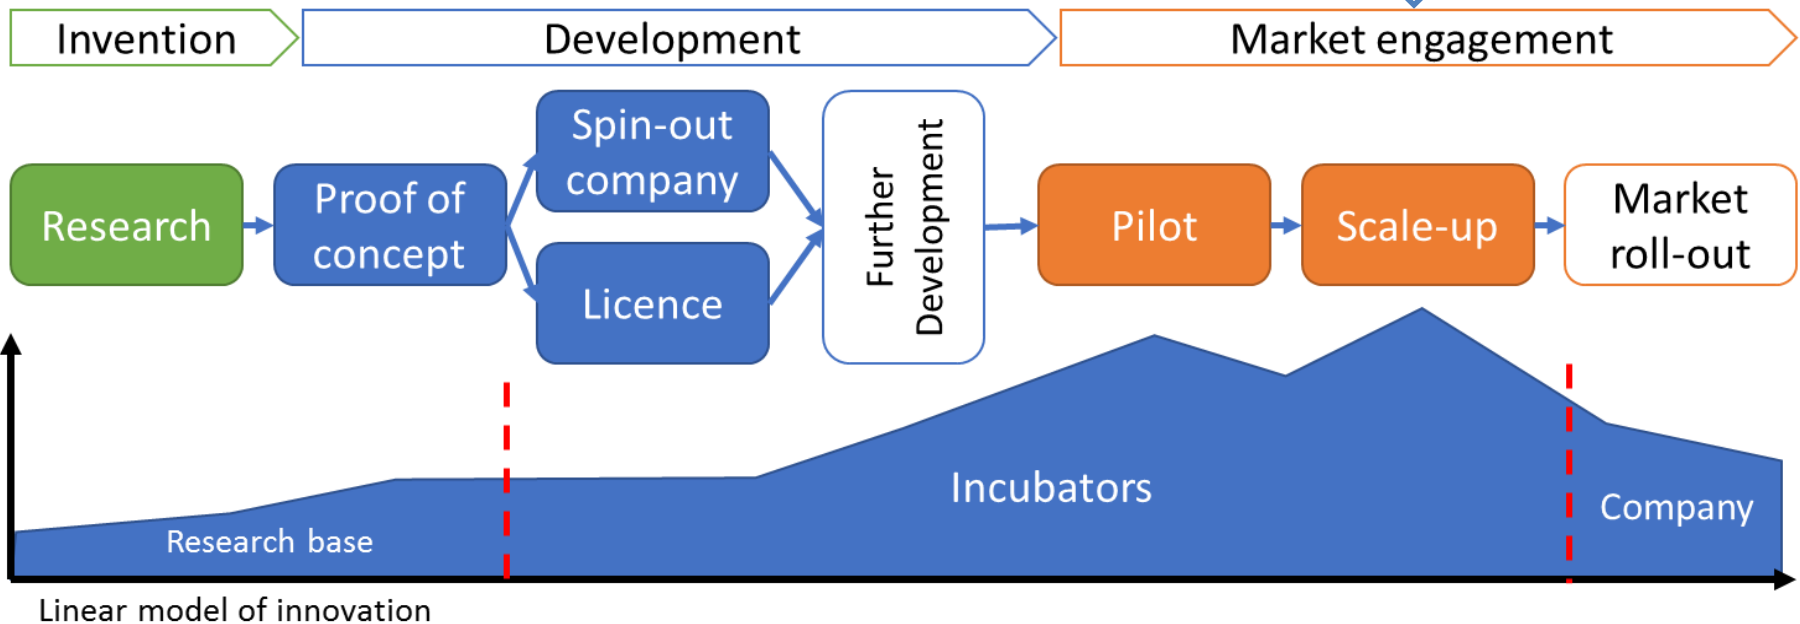 Invention
Development
Market engagement
Research
Proof of
concept
Spin-out
company
Licence
Further
Development
Pilot
Scale-up
Market
roll-out
Research base
Incubators
Company
Linear model of innovation